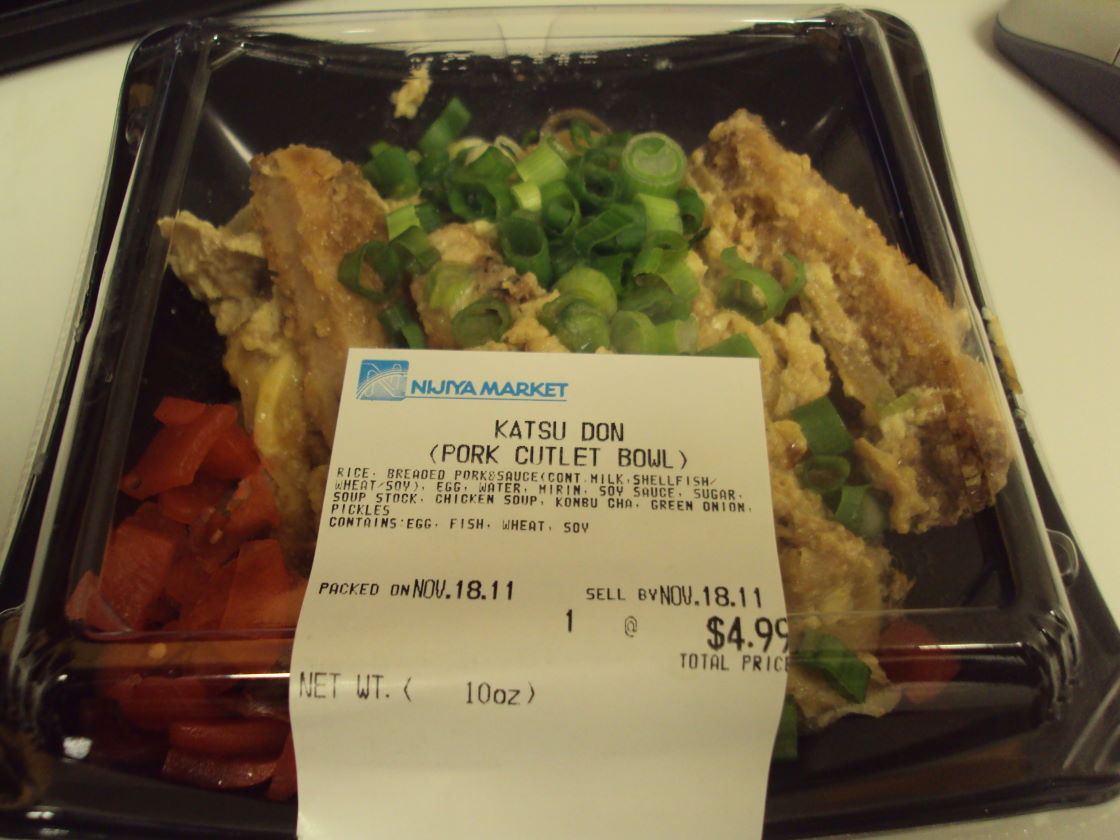 NIJIYA MARKET
KATSU DON
(PORK CUTLET BOWL)
RICE, BREADED PORK&SAUCE(CONT.MILK,SHELLFISH/
WHEAT/SOY), EGG, WATER, MIRIN, SOY SAUCE, SUGAR,
SOUP STOCK, CHICKEN SOUP, KONBU CHA, GREEN ONION,
PICKLES
CONTAINS:EGG, FISH, WHEAT, SOY
PACKED ON NOV.18.11 SELL BY NOV.18.11
1 @ $4.99
TOTAL PRICE
NET WT. ( 10oz)